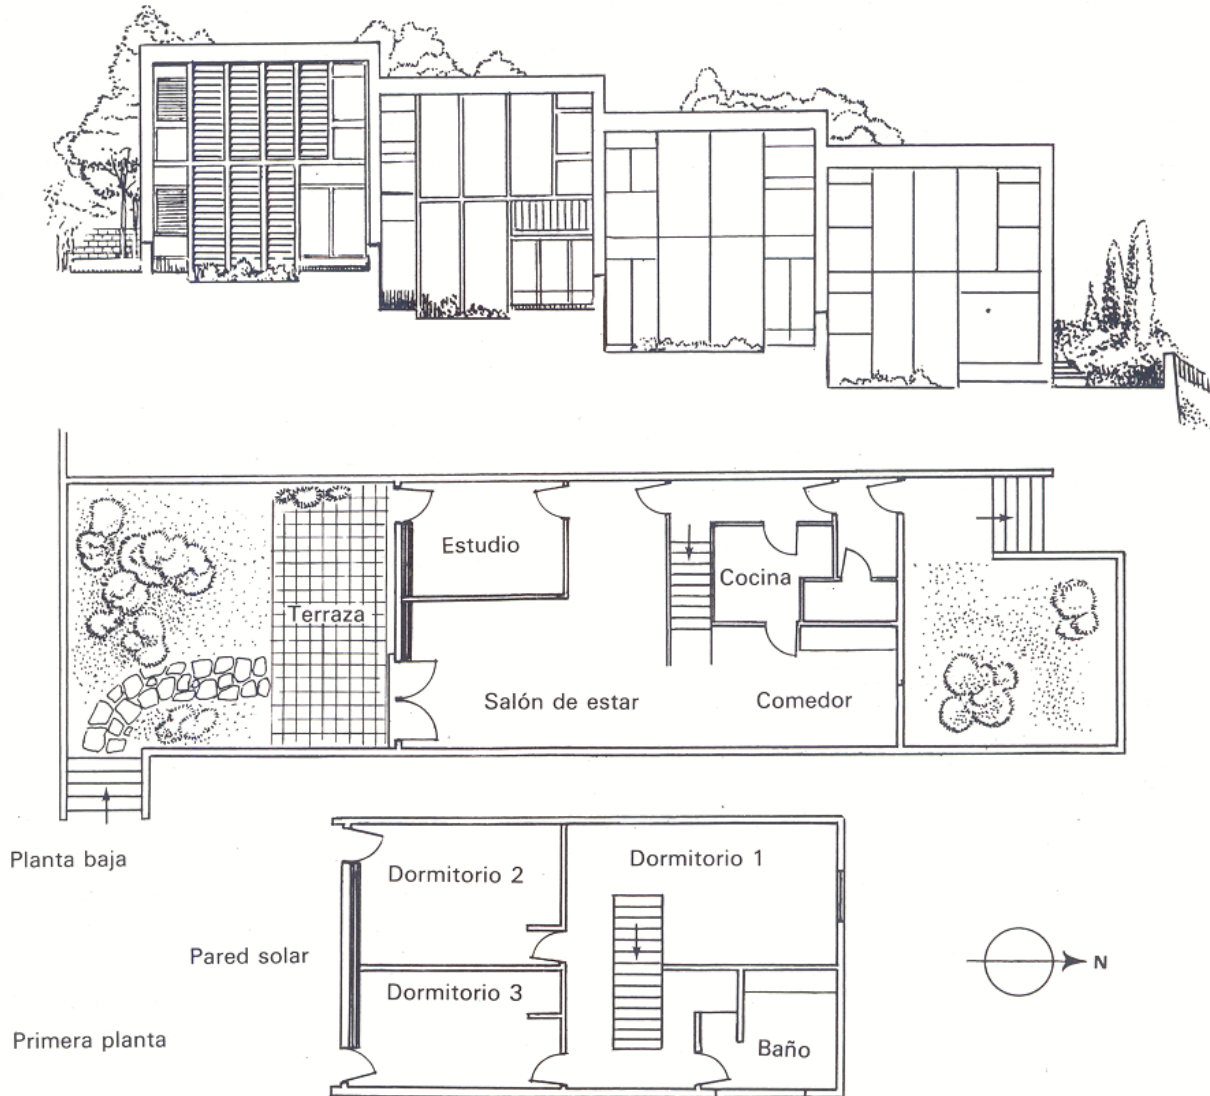 Estudio
Cocina
Terraza
Salón de estar
Comedor
Planta baja
Dormitorio 1
Dormitorio 2
Pared solar
N
Dormitorio 3
Primera planta
Baño